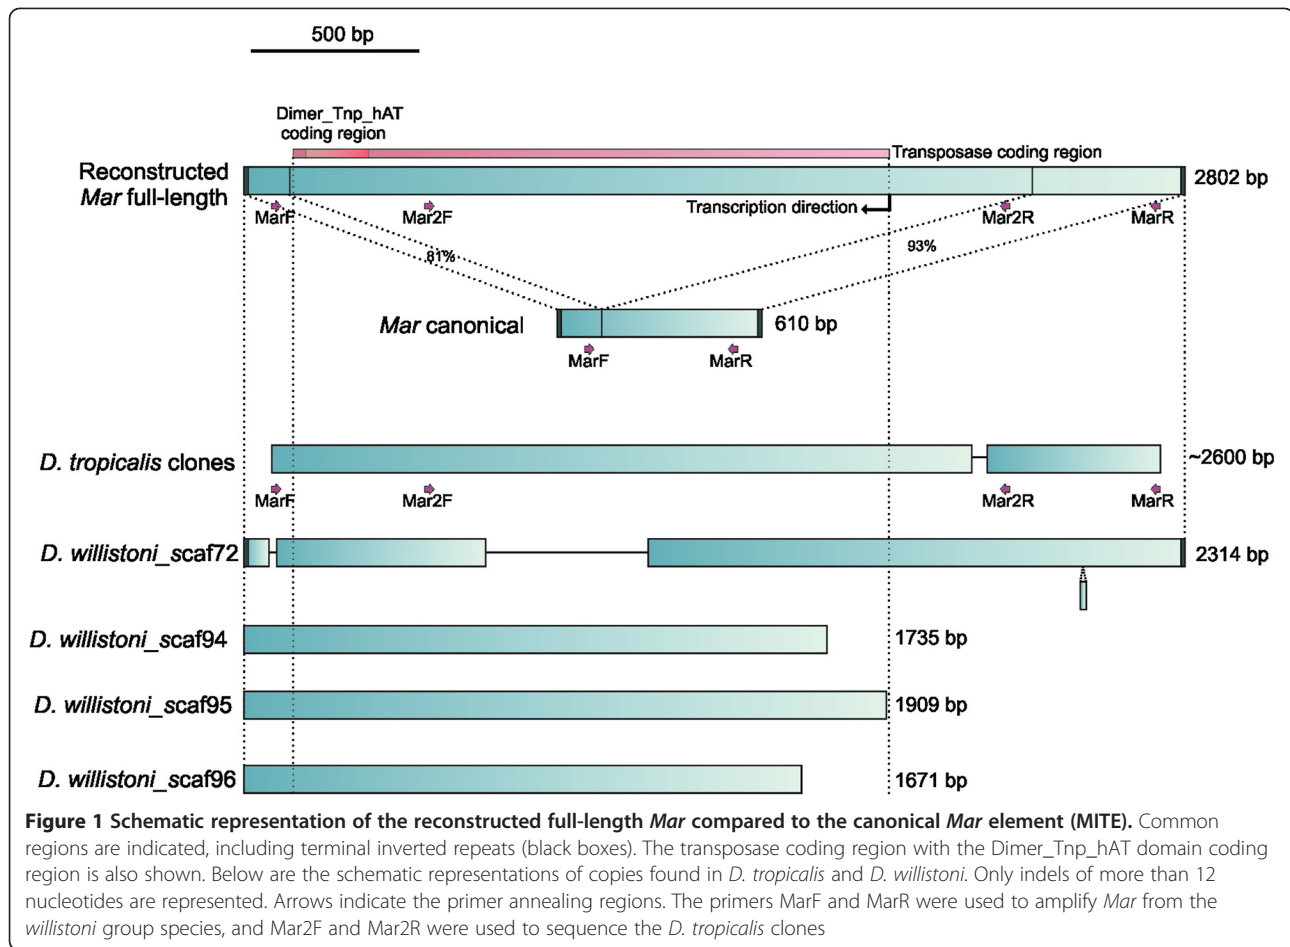 500 bp
Dimer_Tnp_hAT
coding region
Transposase coding region
Reconstructed
Mar full-length
2802 bp
MarF
Mar2F
Transcription direction
Mar2R
MarR
81%
93%
Mar canonical
610 bp
MarF
MarR
D. tropicalis clones
~2600 bp
MarF
Mar2F
Mar2R
MarR
D. willistoni_scaf72
2314 bp
D. willistoni_scaf94
1735 bp
D. willistoni_scaf95
1909 bp
D. willistoni_scaf96
1671 bp
Figure 1 Schematic representation of the reconstructed full-length Mar compared to the canonical Mar element (MITE). Common
regions are indicated, including terminal inverted repeats (black boxes). The transposase coding region with the Dimer_Tnp_hAT domain coding
region is also shown. Below are the schematic representations of copies found in D. tropicalis and D. willistoni. Only indels of more than 12
nucleotides are represented. Arrows indicate the primer annealing regions. The primers MarF and MarR were used to amplify Mar from the
willistoni group species, and Mar2F and Mar2R were used to sequence the D. tropicalis clones